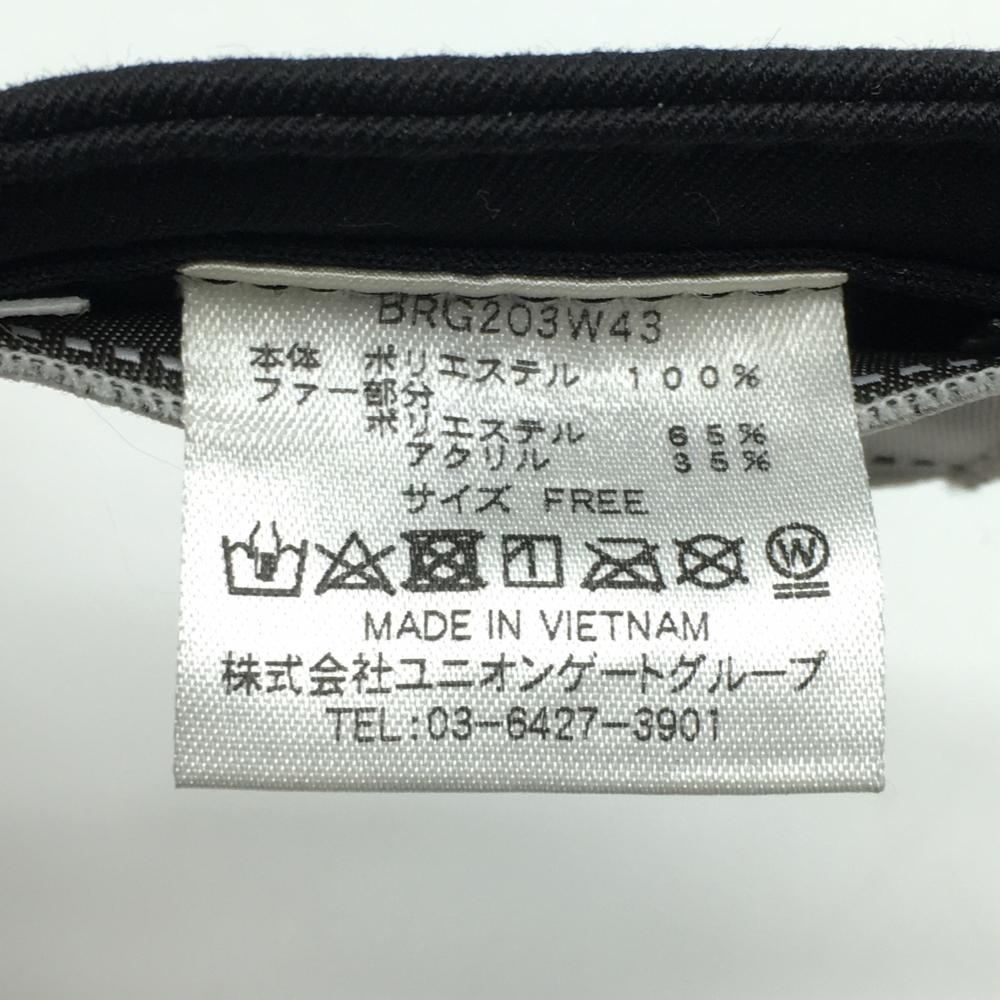 BRG203W43
本体 ポリエステル 100%
ファー部分
ポリエステル 65%
アクリル 35%
サイズ FREE
1 W
MADE IN VIETNAM
株式会社ユニオンゲートグループ
TEL:03-6427-3901